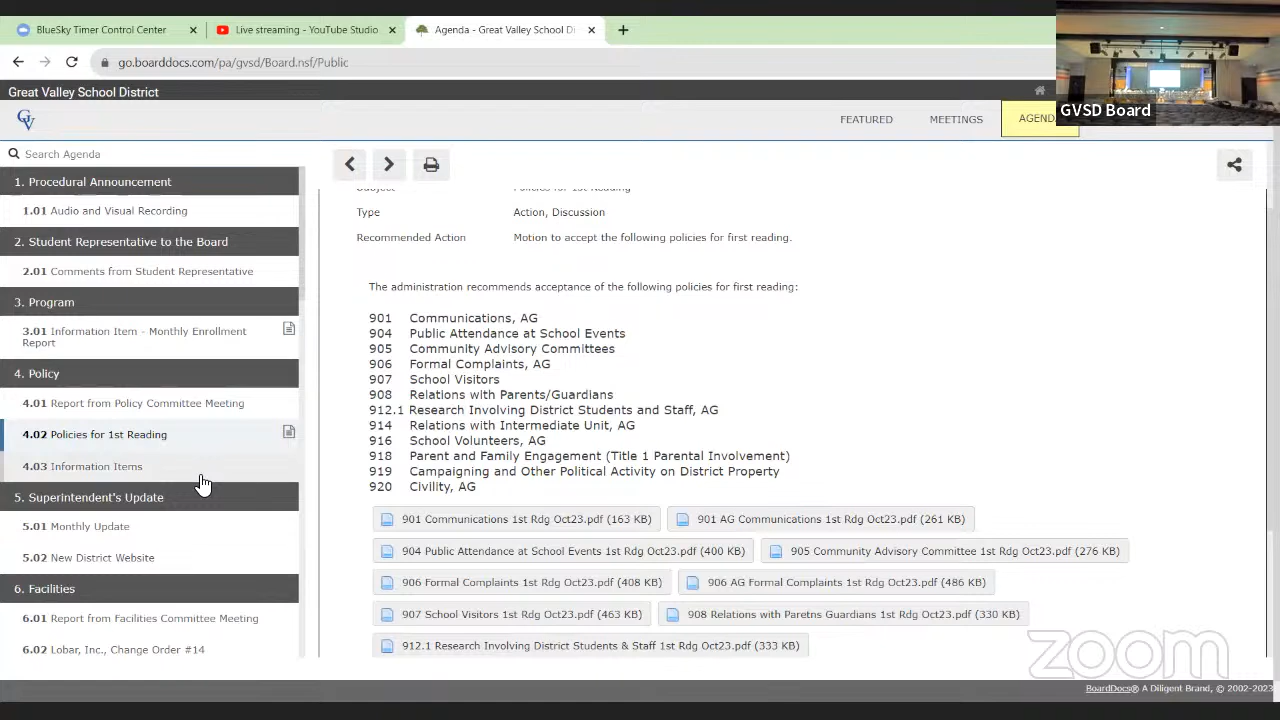 BlueSky Timer Control Center
Live streaming - YouTube Studio
Agenda - Great Valley School Di
go.boarddocs.com/pa/gvsd/Board.nsf/Public
GVSD Board
Great Valley School District
GV
FEATURED
MEETINGS
AGENDA
Search Agenda
1. Procedural Announcement
1.01 Audio and Visual Recording
2. Student Representative to the Board
2.01 Comments from Student Representative
3. Program
3.01 Information Item - Monthly Enrollment
Report
4. Policy
4.01 Report from Policy Committee Meeting
4.02 Policies for 1st Reading
4.03 Information Items
5. Superintendent's Update
5.01 Monthly Update
5.02 New District Website
6. Facilities
6.01 Report from Facilities Committee Meeting
6.02 Lobar, Inc., Change Order #14
Subject Policies for 1st Reading
Type Action, Discussion
Recommended Action Motion to accept the following policies for first reading.
The administration recommends acceptance of the following policies for first reading:
901 Communications, AG
904 Public Attendance at School Events
905 Community Advisory Committees
906 Formal Complaints, AG
907 School Visitors
908 Relations with Parents/Guardians
912.1 Research Involving District Students and Staff, AG
914 Relations with Intermediate Unit, AG
916 School Volunteers, AG
918 Parent and Family Engagement (Title 1 Parental Involvement)
919 Campaigning and Other Political Activity on District Property
920 Civility, AG
901 Communications 1st Rdg Oct23.pdf (163 KB)
901 AG Communications 1st Rdg Oct23.pdf (261 KB)
904 Public Attendance at School Events 1st Rdg Oct23.pdf (400 KB)
905 Community Advisory Committee 1st Rdg Oct23.pdf (276 KB)
906 Formal Complaints 1st Rdg Oct23.pdf (408 KB)
906 AG Formal Complaints 1st Rdg Oct23.pdf (486 KB)
907 School Visitors 1st Rdg Oct23.pdf (463 KB)
908 Relations with Paretns Guardians 1st Rdg Oct23.pdf (330 KB)
912.1 Research Involving District Students & Staff 1st Rdg Oct23.pdf (333 KB)
zoom
BoardDocs® A Diligent Brand, © 2002-2023